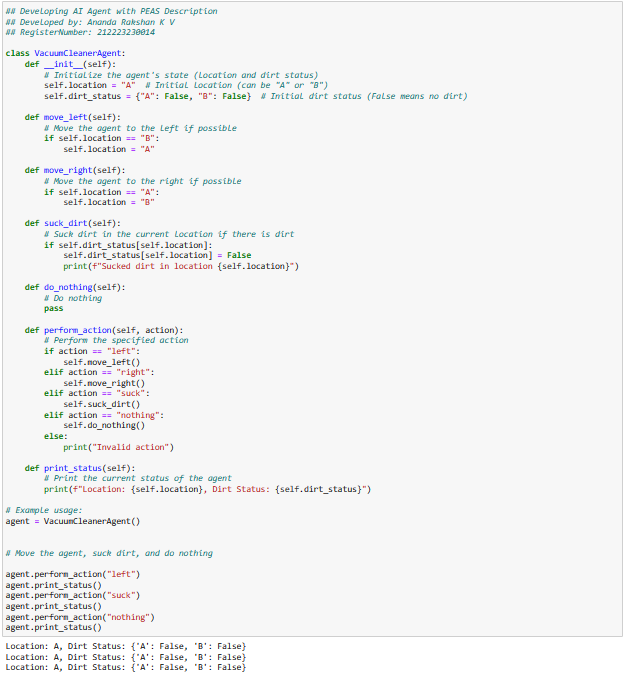 ## Developing AI Agent with PEAS Description
## Developed by: Ananda Rakshan K V
## RegisterNumber: 212223230014

class VacuumCleanerAgent:
    def __init__(self):
        # Initialize the agent's state (Location and dirt status)
        self.location = "A"  # Initial Location (can be "A" or "B")
        self.dirt_status = {"A": False, "B": False}  # Initial dirt status (False means no dirt)

    def move_left(self):
        # Move the agent to the left if possible
        if self.location == "B":
            self.location = "A"

    def move_right(self):
        # Move the agent to the right if possible
        if self.location == "A":
            self.location = "B"

    def suck_dirt(self):
        # Suck dirt in the current Location if there is dirt
        if self.dirt_status[self.location]:
            self.dirt_status[self.location] = False
            print(f"Sucked dirt in location {self.location}")

    def do_nothing(self):
        # Do nothing
        pass

    def perform_action(self, action):
        # Perform the specified action
        if action == "left":
            self.move_left()
        elif action == "right":
            self.move_right()
        elif action == "suck":
            self.suck_dirt()
        elif action == "nothing":
            self.do_nothing()
        else:
            print("Invalid action")

    def print_status(self):
        # Print the current status of the agent
        print(f"Location: {self.location}, Dirt Status: {self.dirt_status}")

# Example usage:
agent = VacuumCleanerAgent()


# Move the agent, suck dirt, and do nothing

agent.perform_action("left")
agent.print_status()
agent.perform_action("suck")
agent.print_status()
agent.perform_action("nothing")
agent.print_status()

Location: A, Dirt Status: {'A': False, 'B': False}
Location: A, Dirt Status: {'A': False, 'B': False}
Location: A, Dirt Status: {'A': False, 'B': False}